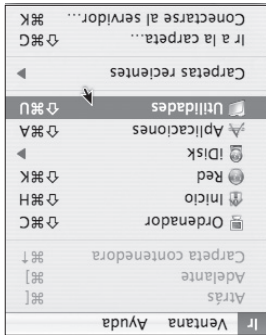 Ir Ventana Ayuda
Atrás ⌘[
Adelante ⌘]
Carpeta contenedora ⌘↑
Ordenador ⇧⌘C
Inicio ⇧⌘H
Red ⇧⌘K
iDisk
Aplicaciones ⇧⌘A
Utilidades ⇧⌘U
Carpetas recientes
Ir a la carpeta... ⇧⌘G
Conectarse al servidor... ⌘K